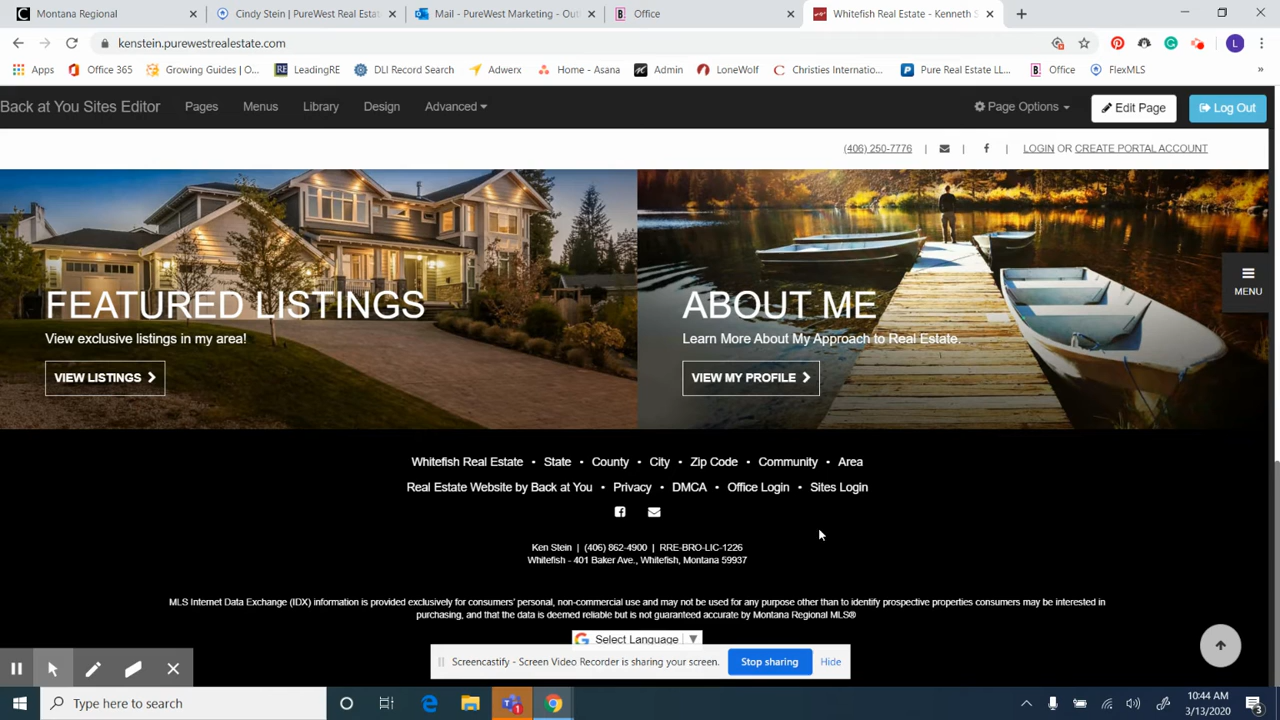 Montana Regional
Cindy Stein | PureWest Real Estat
Mail - PureWest Marketing - Out
Office
Whitefish Real Estate - Kenneth S
kenstein.purewestrealestate.com
L
Apps
Office 365
Growing Guides | O...
LeadingRE
DLI Record Search
Adwerx
Home - Asana
Admin
LoneWolf
Christies Internatio...
Pure Real Estate LL...
Office
FlexMLS
»
Back at You Sites Editor
Pages
Menus
Library
Design
Advanced
Page Options
Edit Page
Log Out
(406) 250-7776 | | | LOGIN OR CREATE PORTAL ACCOUNT
FEATURED LISTINGS
View exclusive listings in my area!
VIEW LISTINGS
ABOUT ME
Learn More About My Approach to Real Estate.
VIEW MY PROFILE
MENU
Whitefish Real Estate • State • County • City • Zip Code • Community • Area
Real Estate Website by Back at You • Privacy • DMCA • Office Login • Sites Login
Ken Stein | (406) 862-4900 | RRE-BRO-LIC-1226
Whitefish - 401 Baker Ave., Whitefish, Montana 59937
MLS Internet Data Exchange (IDX) information is provided exclusively for consumers' personal, non-commercial use and may not be used for any purpose other than to identify prospective properties consumers may be interested in
purchasing, and that the data is deemed reliable but is not guaranteed accurate by Montana Regional MLS®
Select Language
Screencastify - Screen Video Recorder is sharing your screen.
Stop sharing
Hide
Type here to search
1
10:44 AM
3/13/2020
3